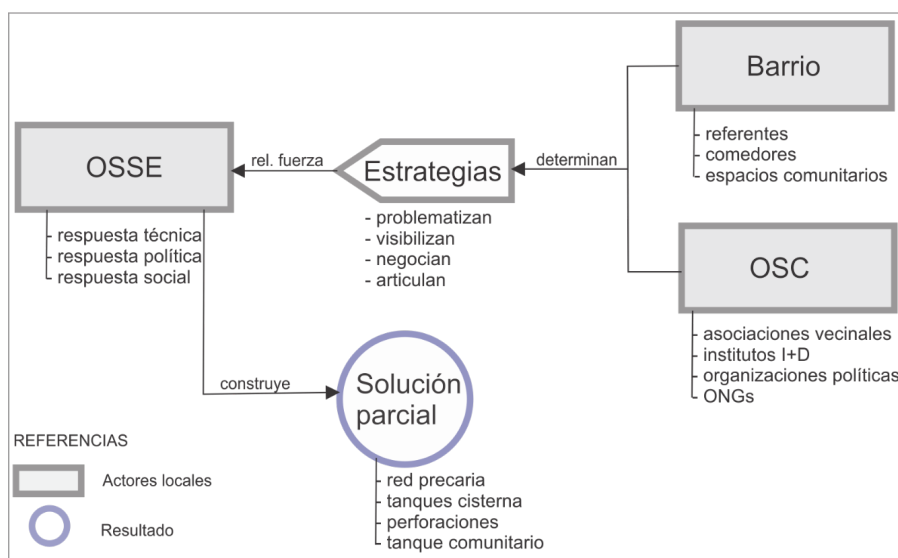 Barrio
- referentes
- comedores
- espacios comunitarios
OSSE
- respuesta técnica
- respuesta política
- respuesta social
rel. fuerza
Estrategias
- problematizan
- visibilizan
- negocian
- articulan
determinan
OSC
- asociaciones vecinales
- institutos I+D
- organizaciones políticas
- ONGs
construye
Solución
parcial
- red precaria
- tanques cisterna
- perforaciones
- tanque comunitario
REFERENCIAS
Actores locales
Resultado